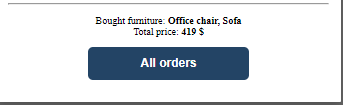 Bought furniture: Office chair, Sofa
Total price: 419 $
All orders